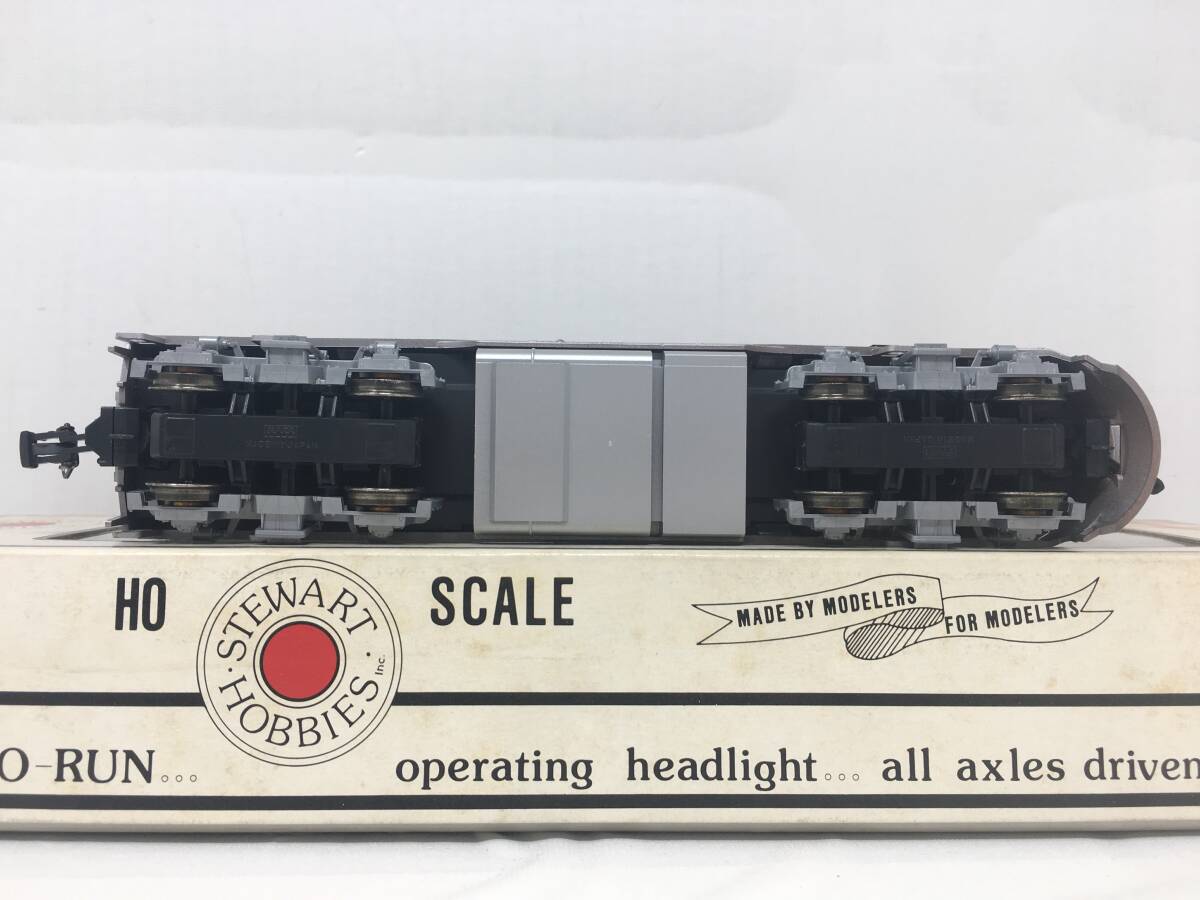 HO
STEWART HOBBIES Inc.
SCALE
MADE BY MODELERS
FOR MODELERS
O-RUN... operating headlight... all axles driven